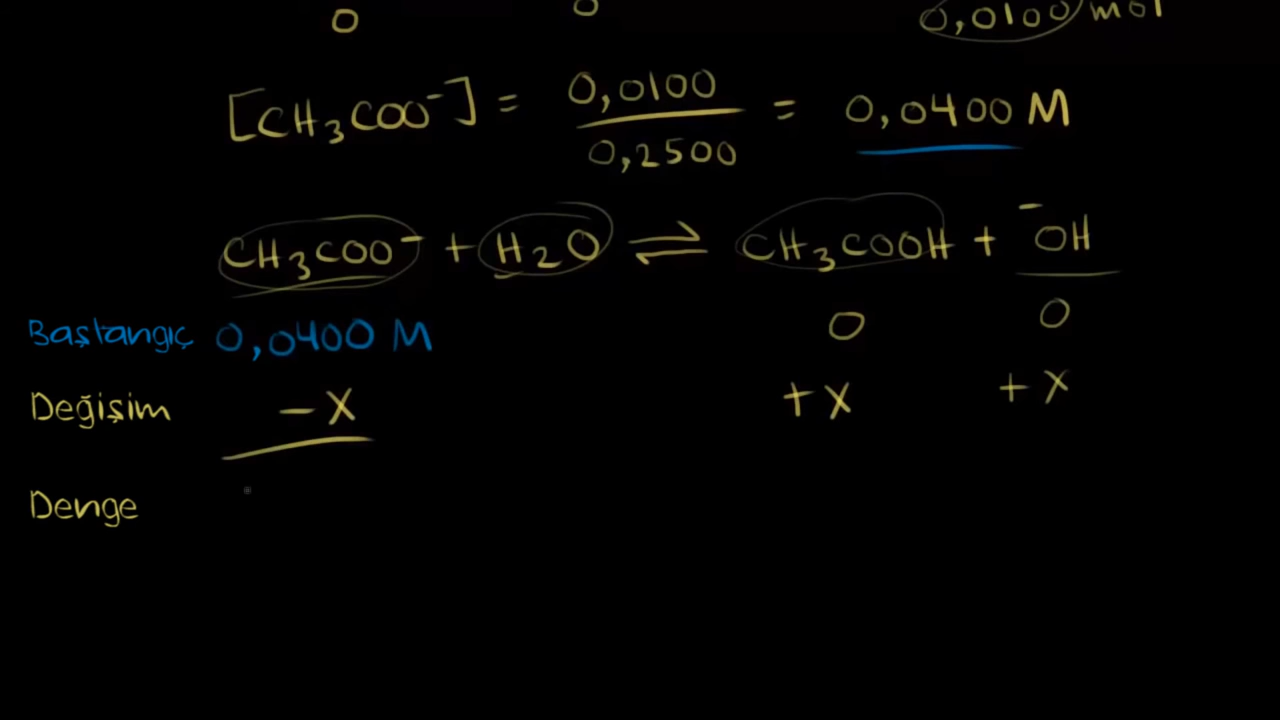 0 0 0,0100 mol
[CH₃COO⁻] = 0,0100 / 0,2500 = 0,0400 M
CH₃COO⁻ + H₂O ⇌ CH₃COOH + ⁻OH
Başlangıç 0,0400 M 0 0
Değişim -X +X +X
Denge